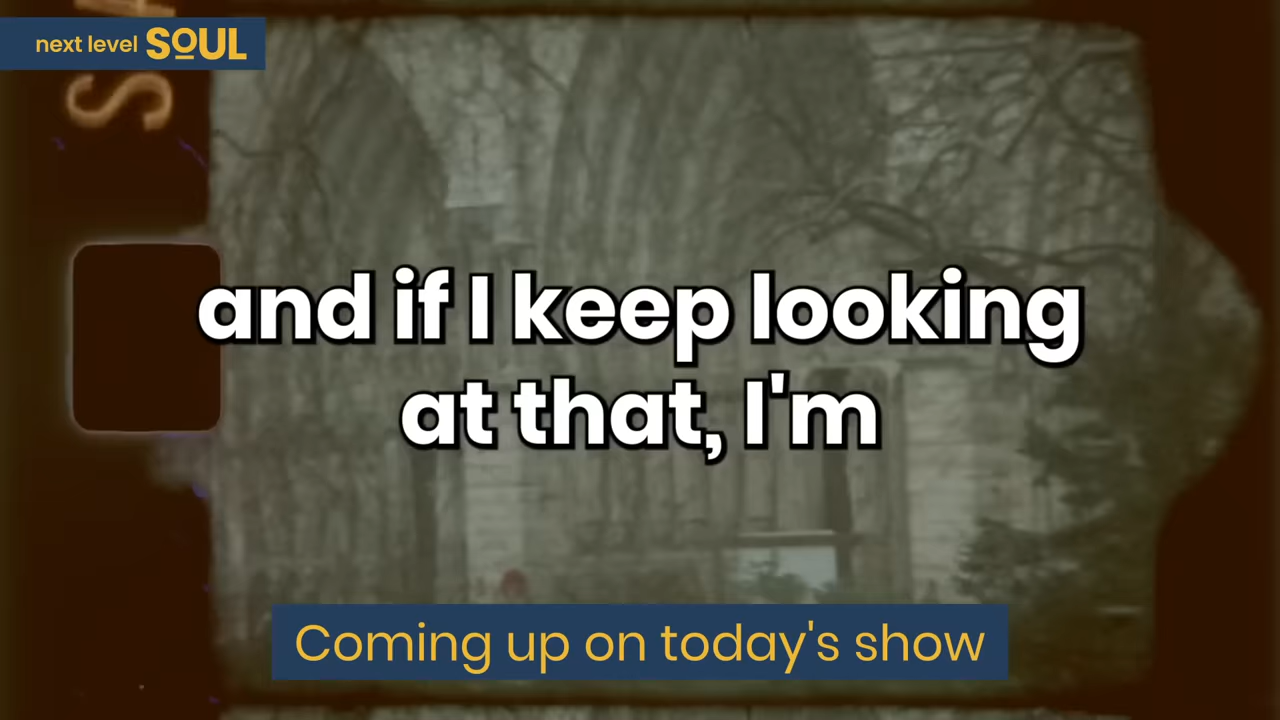 next level SOUL
and if I keep looking
at that, I'm
Coming up on today's show